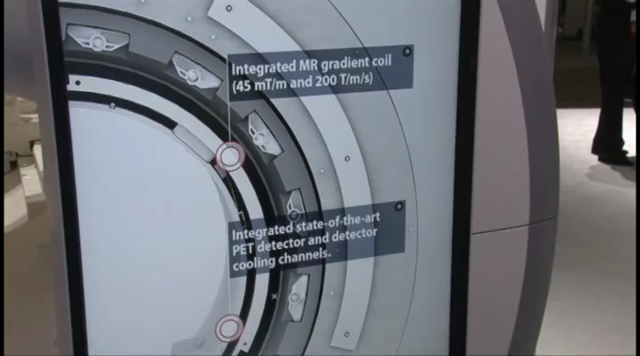 Integrated MR gradient coil
(45 mT/m and 200 T/m/s)
Integrated state-of-the-art
PET detector and detector
cooling channels.